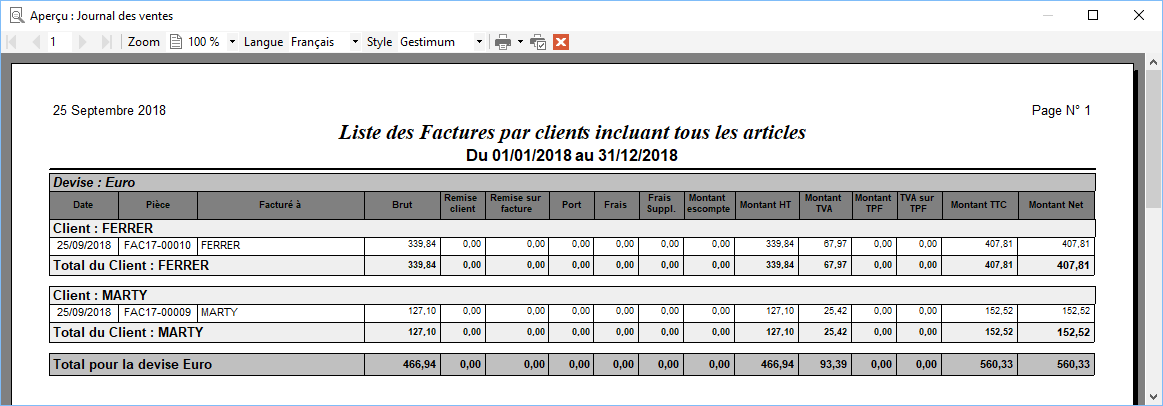 Aperçu : Journal des ventes
1 Zoom 100 % Langue Français Style Gestimum
25 Septembre 2018 Page N° 1
Liste des Factures par clients incluant tous les articles
Du 01/01/2018 au 31/12/2018
Devise : Euro
Date Pièce Facturé à Brut Remise client Remise sur facture Port Frais Frais Suppl. Montant escompte Montant HT Montant TVA Montant TPF TVA sur TPF Montant TTC Montant Net
Client : FERRER
25/09/2018 FAC17-00010 FERRER 339,84 0,00 0,00 0,00 0,00 0,00 0,00 339,84 67,97 0,00 0,00 407,81 407,81
Total du Client : FERRER 339,84 0,00 0,00 0,00 0,00 0,00 0,00 339,84 67,97 0,00 0,00 407,81 407,81
Client : MARTY
25/09/2018 FAC17-00009 MARTY 127,10 0,00 0,00 0,00 0,00 0,00 0,00 127,10 25,42 0,00 0,00 152,52 152,52
Total du Client : MARTY 127,10 0,00 0,00 0,00 0,00 0,00 0,00 127,10 25,42 0,00 0,00 152,52 152,52
Total pour la devise Euro 466,94 0,00 0,00 0,00 0,00 0,00 0,00 466,94 93,39 0,00 0,00 560,33 560,33